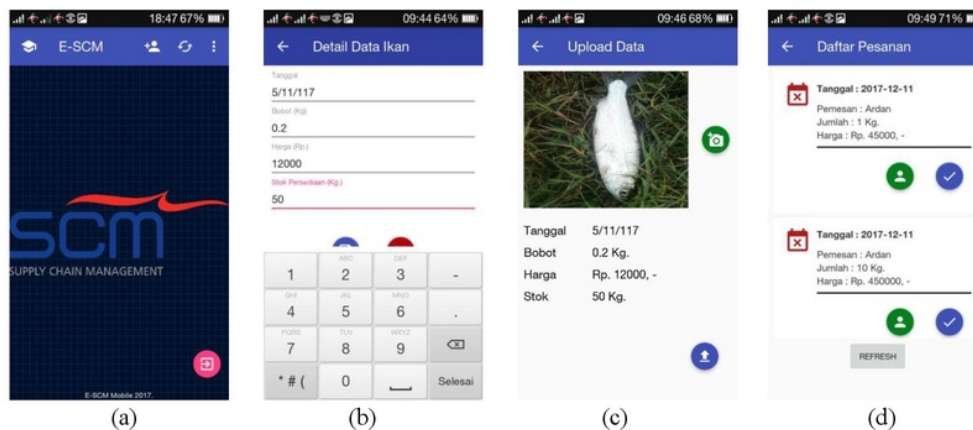 18:47 67%
E-SCM
SCM
SUPPLY CHAIN MANAGEMENT
E-SCM Mobile 2017.
(a)
09:44 64%
Detail Data Ikan
Tanggal
5/11/117
Bobot (Kg)
0.2
Harga (Rp.)
12000
Stok Persediaan (Kg.)
50
1 ABC 2 DEF 3 -
GHI 4 JKL 5 MNO 6 .
PQRS 7 TUV 8 WXYZ 9
* # ( 0 Selesai
(b)
09:46 68%
Upload Data
Tanggal 5/11/117
Bobot 0.2 Kg.
Harga Rp. 12000, -
Stok 50 Kg.
(c)
09:49 71%
Daftar Pesanan
Tanggal : 2017-12-11
Pemesan : Ardan
Jumlah : 1 Kg.
Harga : Rp. 45000, -
Tanggal : 2017-12-11
Pemesan : Ardan
Jumlah : 10 Kg.
Harga : Rp. 450000, -
REFRESH
(d)